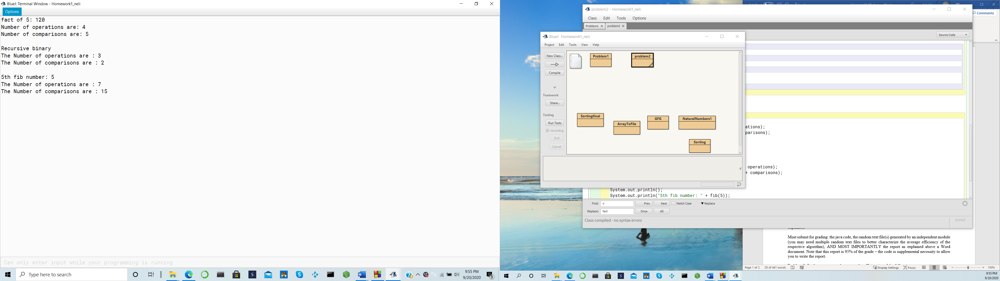 BlueJ: Terminal Window - Homework1_neli
Options
fact of 5: 120
Number of operations are: 4
Number of comparisons are: 5
Recursive binary
The Number of operations are : 3
The Number of comparisons are : 2
5th fib number: 5
The Number of operations are : 7
The Number of comparisons are : 15
Can only enter input while your programming is running
Type here to search
9:55 PM
9/20/2020
3
Comments
problem2 - Homework1_neli
Class Edit Tools Options
Problem1 problem2
Source Code
BlueJ: Homework1_neli
Project Edit Tools View Help
New Class...
Compile
Teamwork
Share...
Testing
Run Tests
recording
End
Cancel
Problem1
problem2
Sortingfinal
ArrayToFile
GFG
NaturalNumbers1
Sorting
ations);
parisons);
operations);
+ comparisons);
System.out.println();
System.out.println("5th fib number: " + fib(5));
Find: n Prev Next Match Case Replace
Replace: fact Once All
Class compiled - no syntax errors
saved
Must submit for grading: the java code, the random text file(s) generated by an independent module
(you may need multiple random text files to better characterize the average efficiency of the
respective algorithm), AND MOST IMPORTANTLY the report as explained above a Word
document. Note that this report is 95% of the grade – the code is supplemental necessity to allow
you to write the report.
Page 1 of 2 29 of 461 words Display Settings Focus 100%
9:55 PM
9/20/20